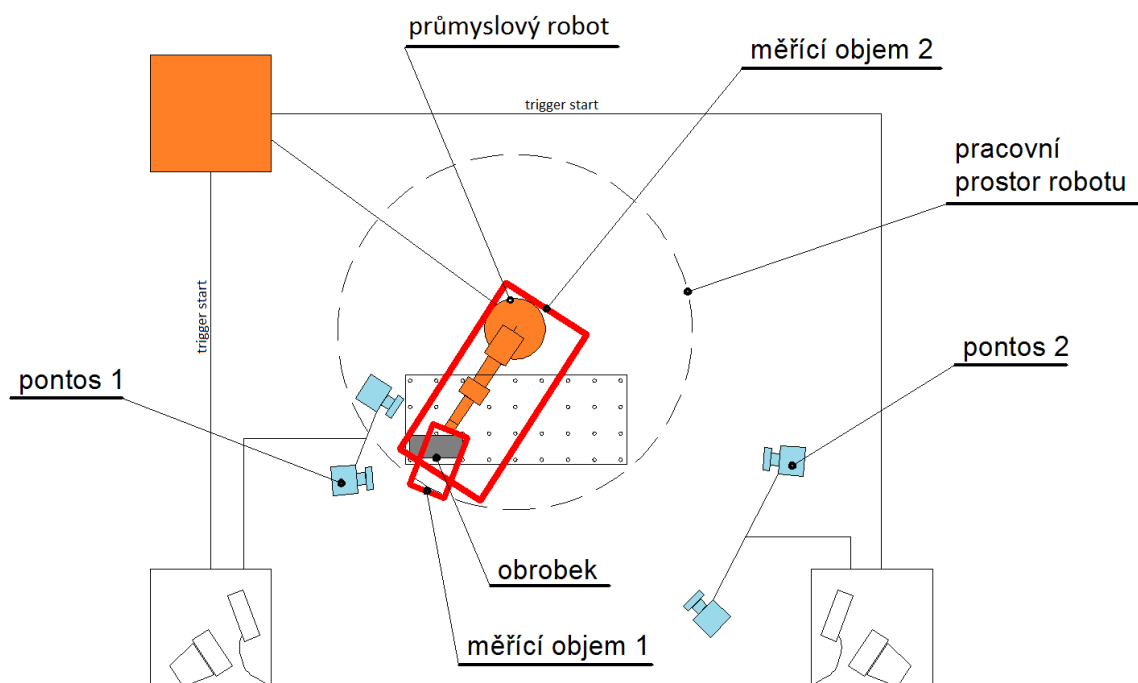 průmyslový robot
měřící objem 2
trigger start
pracovní
prostor robotu
trigger start
pontos 2
pontos 1
obrobek
měřící objem 1